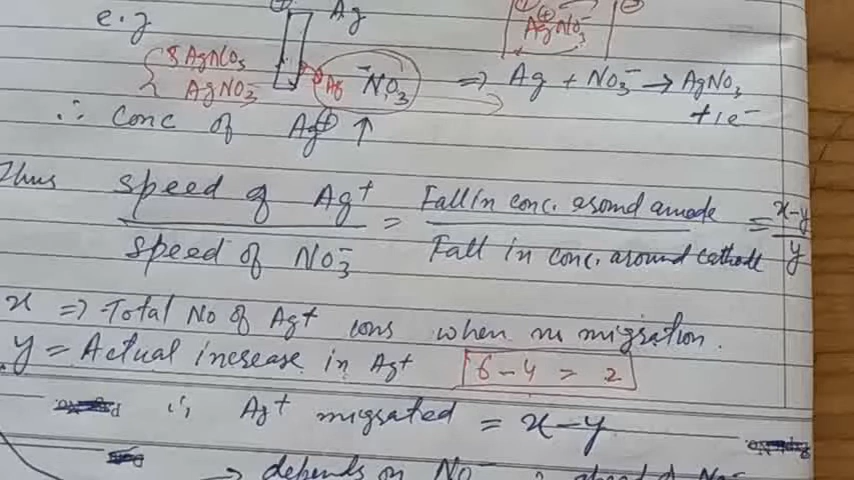 e.g Ag AgNO3-
{ 8 AgNO3
AgNO3- Ag -NO3 => Ag + NO3- → AgNO3 + 1e-
∴ Conc of Ag+ ↑
Thus speed of Ag+ / speed of NO3- = Fall in conc. around anode / Fall in conc. around cathode = x-y / y
x => Total No of Ag+ ions when no migration.
y = Actual increase in Ag+ 6 - 4 = 2
∴ Ag+ migrated = x - y
→ depends on